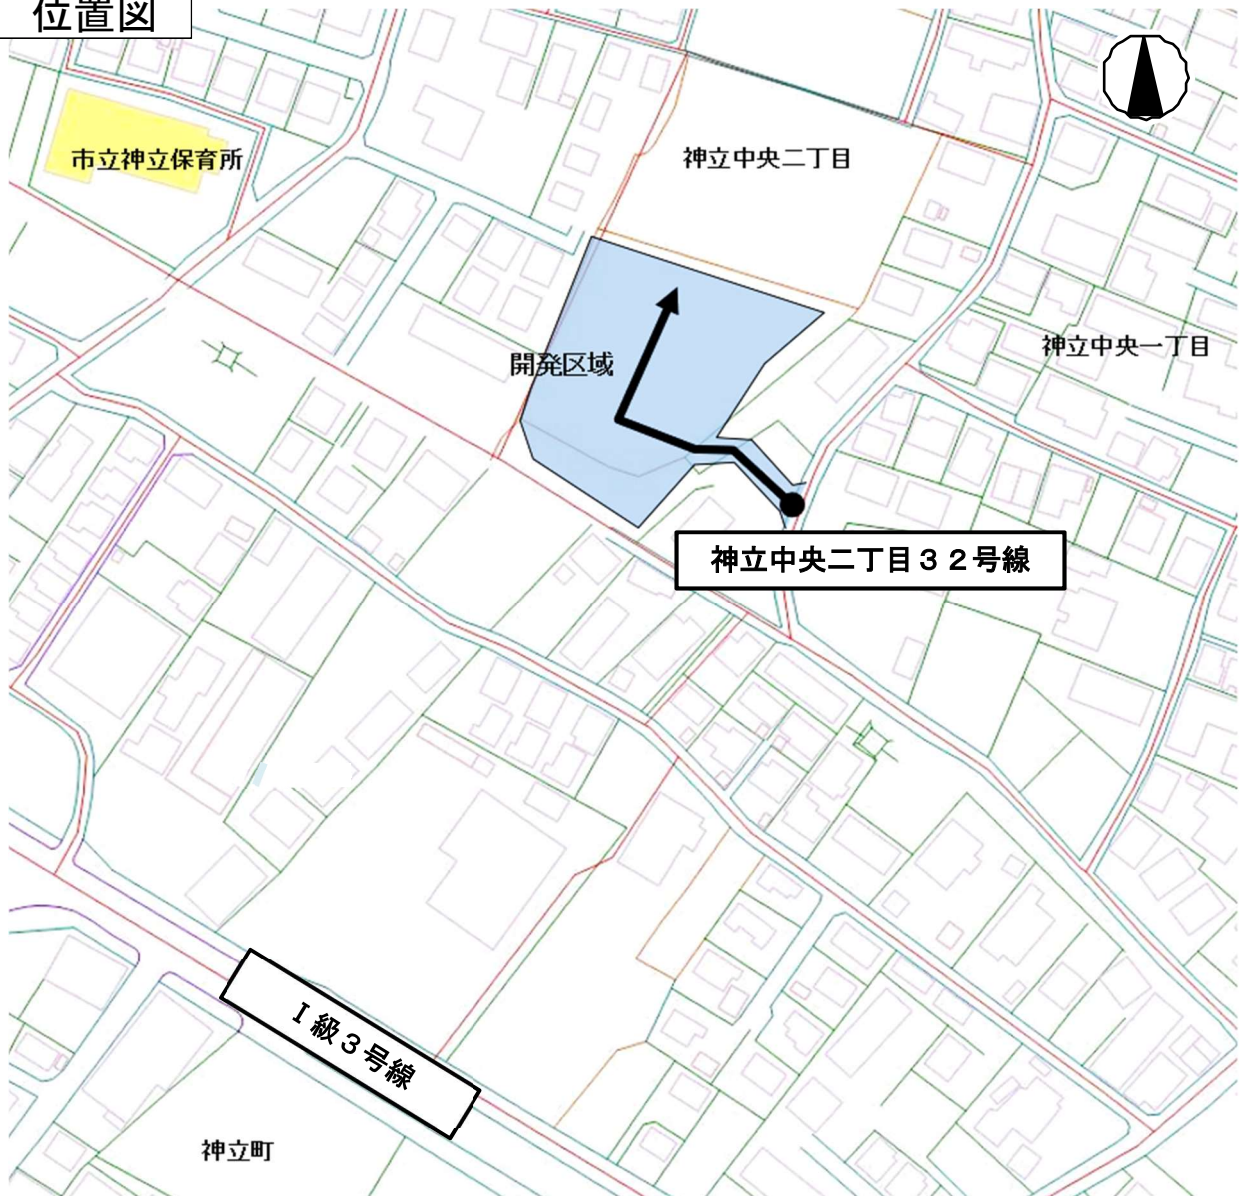 位置図
市立神立保育所
神立中央二丁目
神立中央一丁目
開発区域
神立中央二丁目３２号線
Ⅰ級３号線
神立町